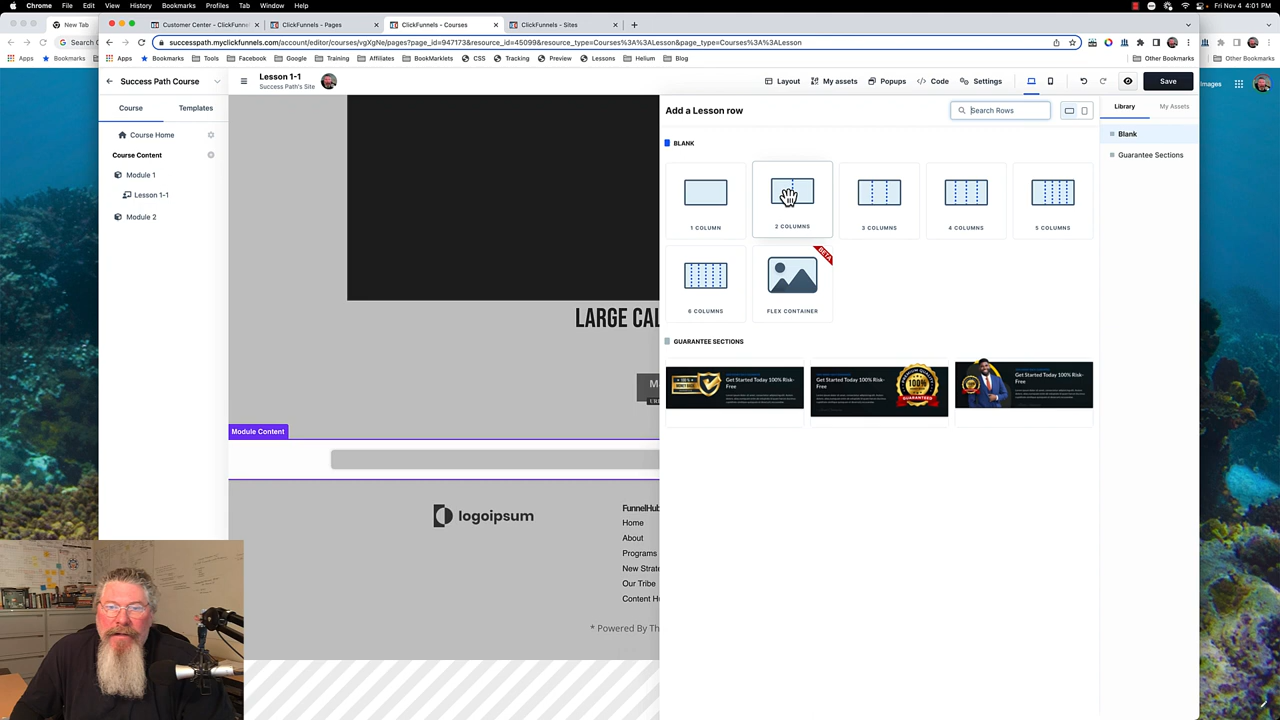 Chrome File Edit View History Bookmarks Profiles Tab Window Help
Fri Nov 4 4:01 PM
New Tab
Customer Center - ClickFunnels
ClickFunnels - Pages
ClickFunnels - Courses
ClickFunnels - Sites
successpath.myclickfunnels.com/account/editor/courses/vgXgNe/pages?page_id=947173&resource_id=45099&resource_type=Courses%3A%3ALesson&page_type=Courses%3A%3ALesson
Apps Bookmarks
Apps Bookmarks Tools Facebook Google Training Affiliates BookMarklets CSS Tracking Preview Lessons Helium Blog Other Bookmarks
Other Bookmarks
Success Path Course
Lesson 1-1
Success Path's Site
Layout My assets Popups Code Settings Save
Course Templates
Course Home
Course Content
Module 1
Lesson 1-1
Module 2
Add a Lesson row
Search Rows
Library My Assets
Blank
Guarantee Sections
BLANK
1 COLUMN 2 COLUMNS 3 COLUMNS 4 COLUMNS 5 COLUMNS
BETA
6 COLUMNS FLEX CONTAINER
GUARANTEE SECTIONS
Get Started Today 100% Risk-Free
Get Started Today 100% Risk-Free
Get Started Today 100% Risk-Free
LARGE CAL
Module Content
logoipsum
FunnelHub
Home
About
Programs
New Strate
Our Tribe
Content Hu
* Powered By Th